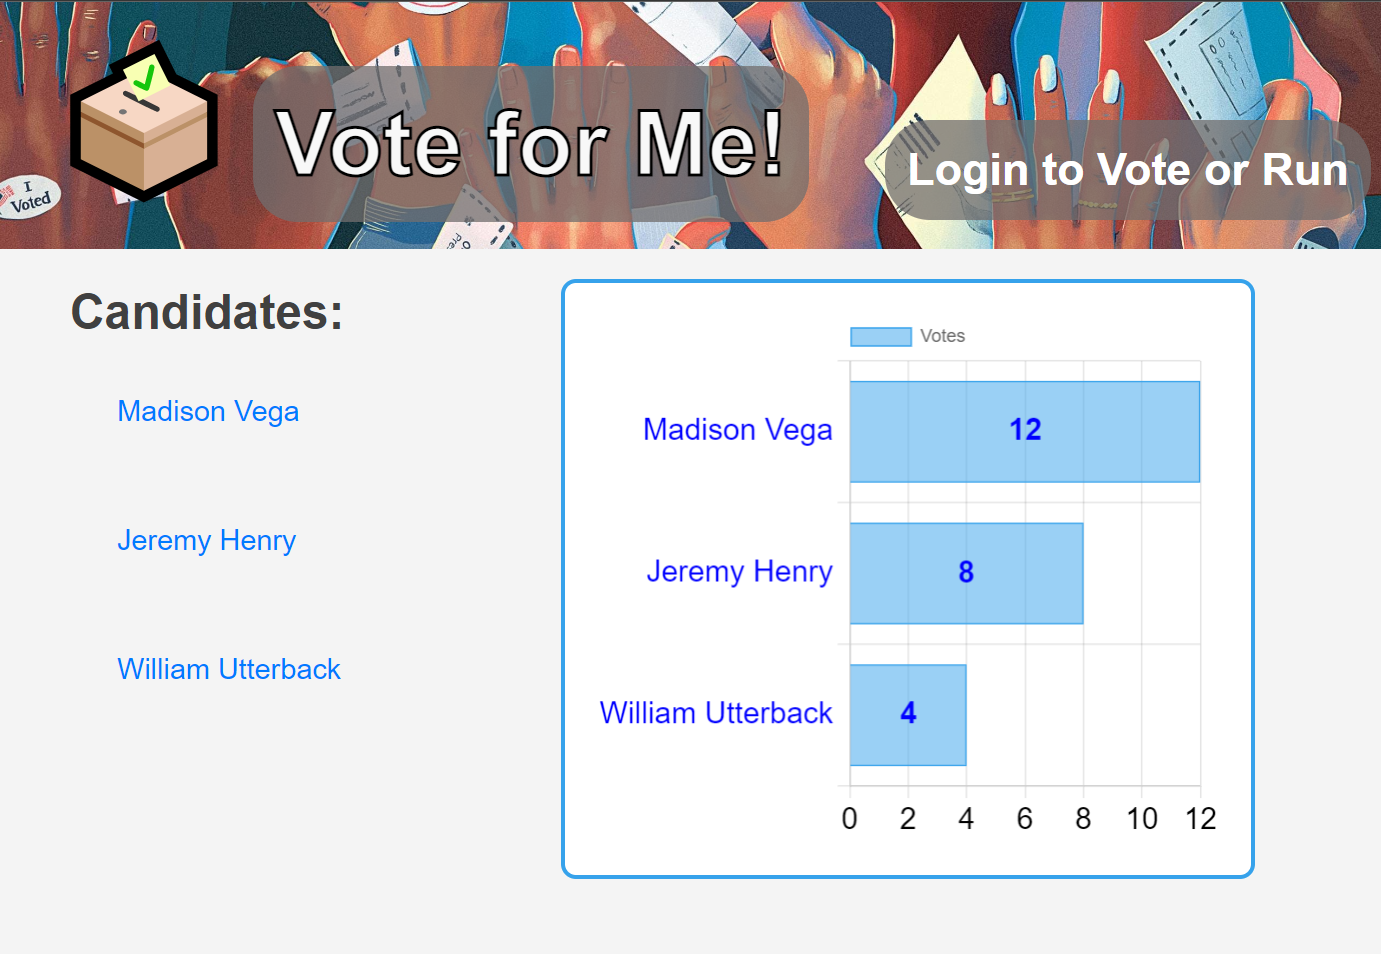 I
Voted
Vote for Me!
Login to Vote or Run
Candidates:
Madison Vega
Jeremy Henry
William Utterback
Votes
Madison Vega
12
Jeremy Henry
8
William Utterback
4
0 2 4 6 8 10 12